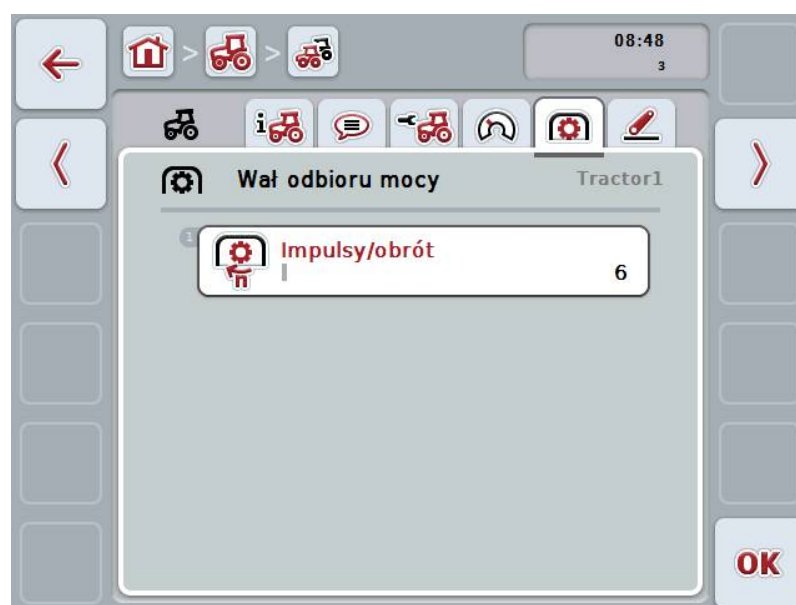 08:48
3
i
Wał odbioru mocy
Tractor1
1
Impulsy/obrót
n
6
OK